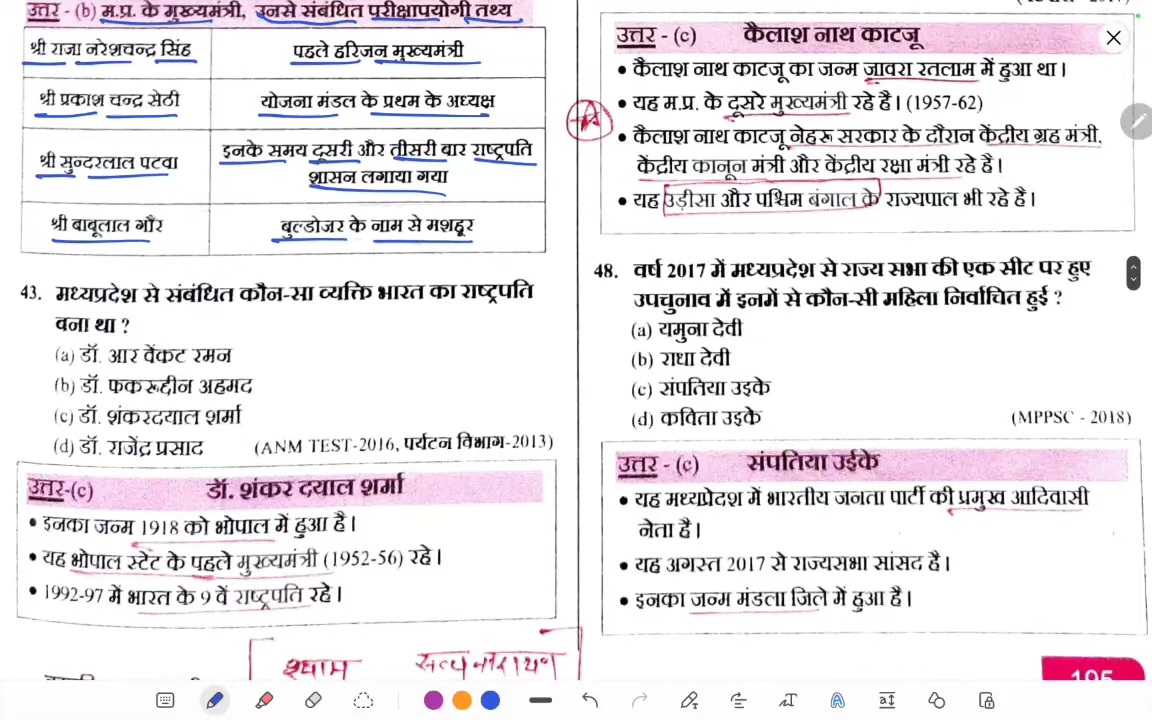 उत्तर - (b) म.प्र. के मुख्यमंत्री, उनसे संबंधित परीक्षापयोगी तथ्य
श्री राजा नरेशचन्द्र सिंह पहले हरिजन मुख्यमंत्री
श्री प्रकाश चन्द्र सेठी योजना मंडल के प्रथम के अध्यक्ष
श्री सुन्दरलाल पटवा इनके समय दूसरी और तीसरी बार राष्ट्रपति
शासन लगाया गया
श्री बाबूलाल गौर बुल्डोजर के नाम से मशहूर
43. मध्यप्रदेश से संबंधित कौन-सा व्यक्ति भारत का राष्ट्रपति
बना था ?
(a) डॉ. आर वेंकट रमन
(b) डॉ. फकरूद्दीन अहमद
(c) डॉ. शंकरदयाल शर्मा
(d) डॉ. राजेंद्र प्रसाद (ANM TEST-2016, पर्यटन विभाग-2013)
उत्तर-(c) डॉ. शंकर दयाल शर्मा
• इनका जन्म 1918 को भोपाल में हुआ है।
• यह भोपाल स्टेट के पहले मुख्यमंत्री (1952-56) रहे।
• 1992-97 में भारत के 9 वें राष्ट्रपति रहे।
श्याम सत्यनारायण
उत्तर - (c) कैलाश नाथ काटजू
• कैलाश नाथ काटजू का जन्म जावरा रतलाम में हुआ था।
• यह म.प्र. के दूसरे मुख्यमंत्री रहे है। (1957-62)
• कैलाश नाथ काटजू नेहरू सरकार के दौरान केंद्रीय ग्रह मंत्री,
केंद्रीय कानून मंत्री और केंद्रीय रक्षा मंत्री रहे है।
• यह उड़ीसा और पश्चिम बंगाल के राज्यपाल भी रहे है।
48. वर्ष 2017 में मध्यप्रदेश से राज्य सभा की एक सीट पर हुए
उपचुनाव में इनमें से कौन-सी महिला निर्वाचित हुई ?
(a) यमुना देवी
(b) राधा देवी
(c) संपतिया उइके
(d) कविता उइके (MPPSC - 2018)
उत्तर - (c) संपतिया उईके
• यह मध्यप्रेदश में भारतीय जनता पार्टी की प्रमुख आदिवासी
नेता है।
• यह अगस्त 2017 से राज्यसभा सांसद है।
• इनका जन्म मंडला जिले में हुआ है।
195